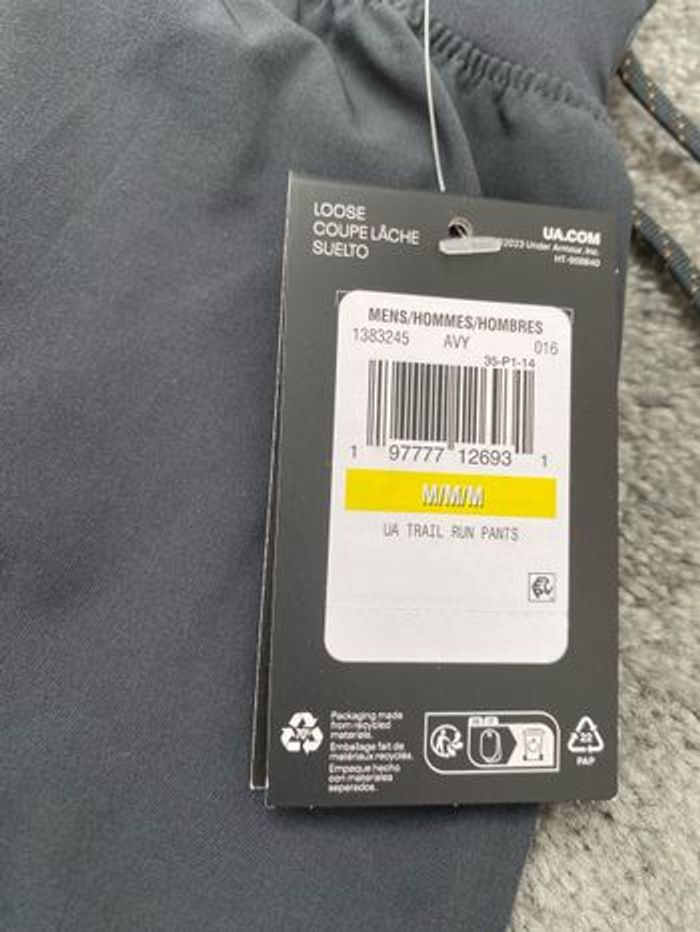 LOOSE
COUPE LÂCHE
SUELTO
UA.COM
©2023 Under Armour, Inc.
MENS/HOMMES/HOMBRES
1383245 AVY 016
35-P1-14
1 97777 12693 1
M/M/M
UA TRAIL RUN PANTS
70%
Packaging made
from recycled
materials.
Emballage fait de
matériaux recyclés.
Empaque hecho
con materiales
22
PAP